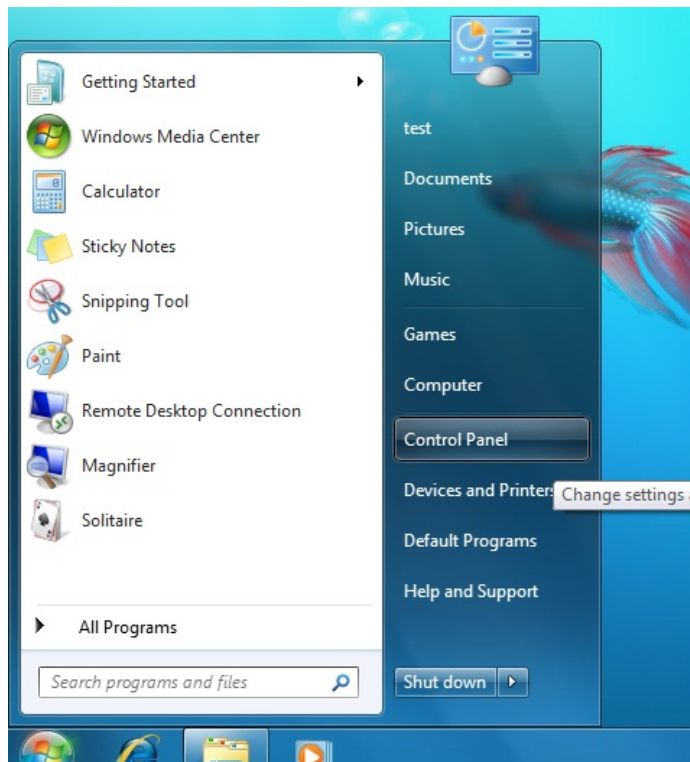 Getting Started
Windows Media Center
Calculator
Sticky Notes
Snipping Tool
Paint
Remote Desktop Connection
Magnifier
Solitaire
All Programs
Search programs and files
test
Documents
Pictures
Music
Games
Computer
Control Panel
Devices and Printers
Change settings
Default Programs
Help and Support
Shut down